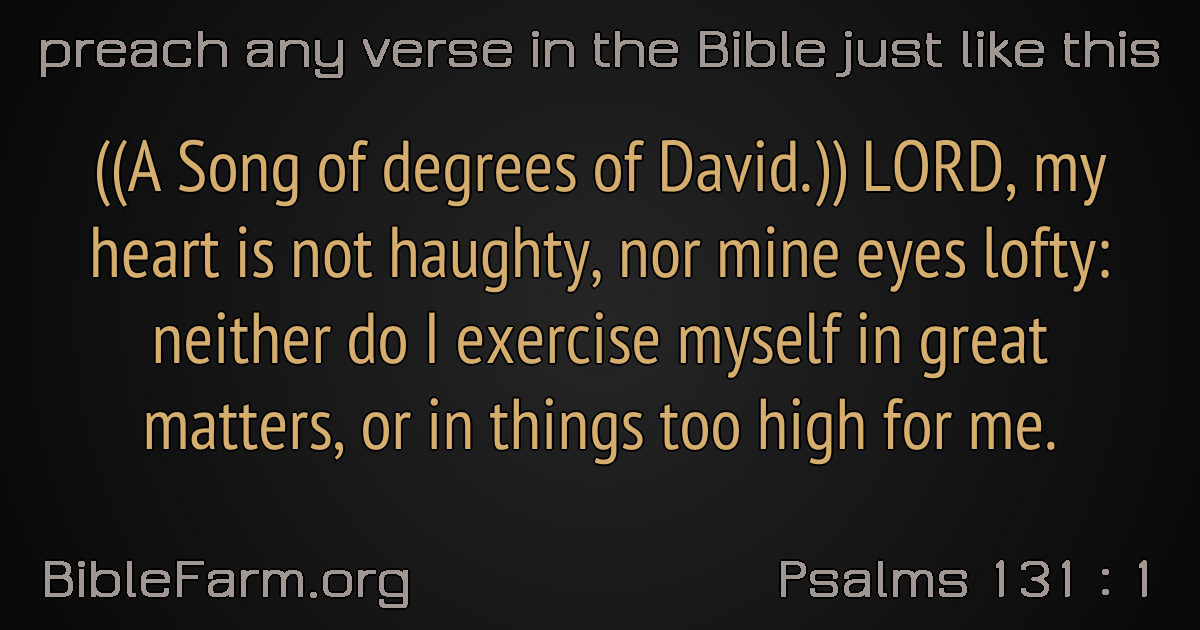 preach any verse in the Bible just like this
((A Song of degrees of David.)) LORD, my
heart is not haughty, nor mine eyes lofty:
neither do I exercise myself in great
matters, or in things too high for me.
BibleFarm.org
Psalms 131 : 1